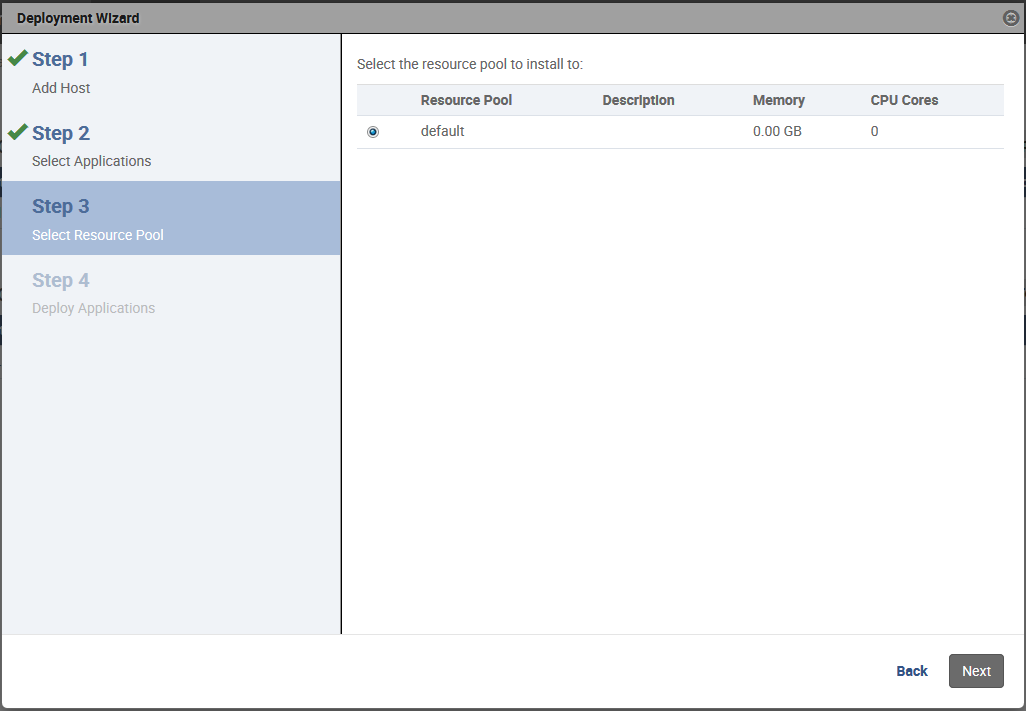 Deployment Wizard
Step 1
Add Host
Step 2
Select Applications
Step 3
Select Resource Pool
Step 4
Deploy Applications
Select the resource pool to install to:
Resource Pool Description Memory CPU Cores
default 0.00 GB 0
Back Next